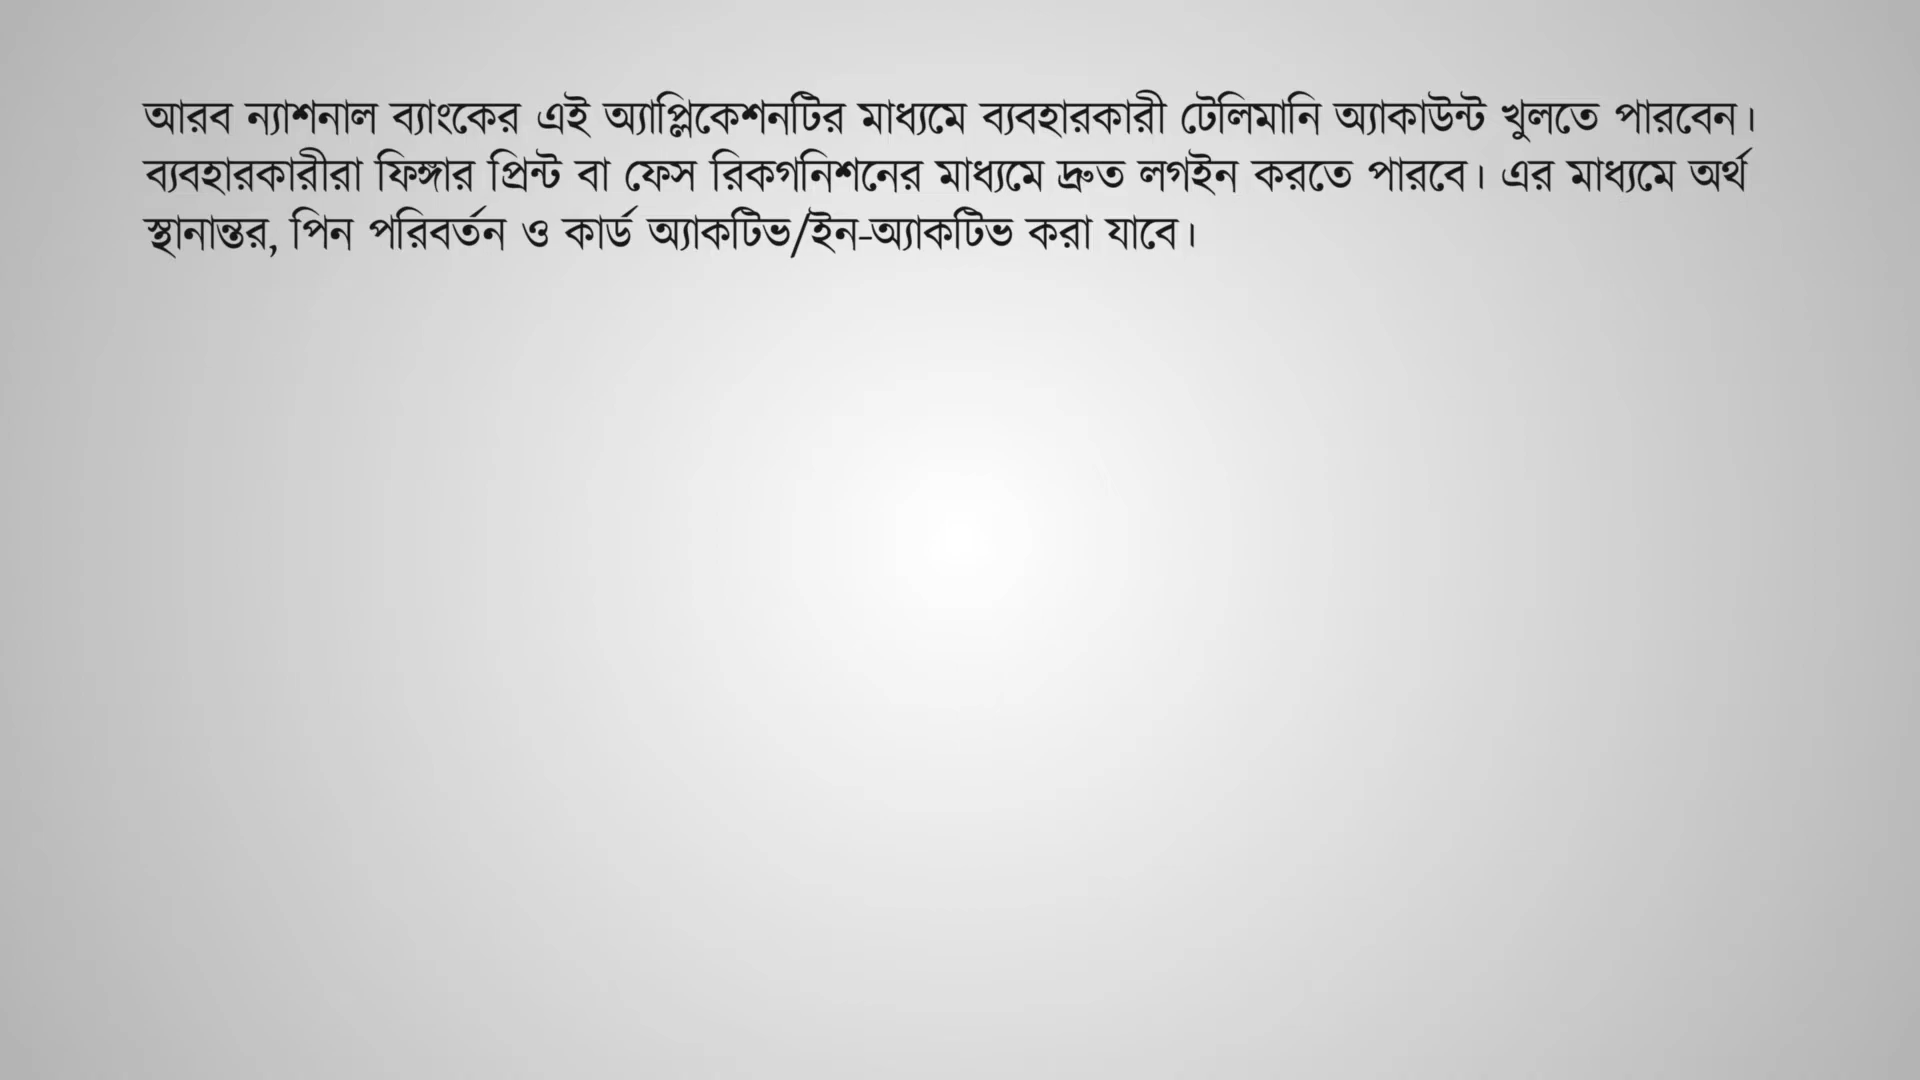 আরব ন্যাশনাল ব্যাংকের এই অ্যাপ্লিকেশনটির মাধ্যমে ব্যবহারকারী টেলিমানি অ্যাকাউন্ট খুলতে পারবেন।
ব্যবহারকারীরা ফিঙ্গার প্রিন্ট বা ফেস রিকগনিশনের মাধ্যমে দ্রুত লগইন করতে পারবে। এর মাধ্যমে অর্থ
স্থানান্তর, পিন পরিবর্তন ও কার্ড অ্যাকটিভ/ইন-অ্যাকটিভ করা যাবে।